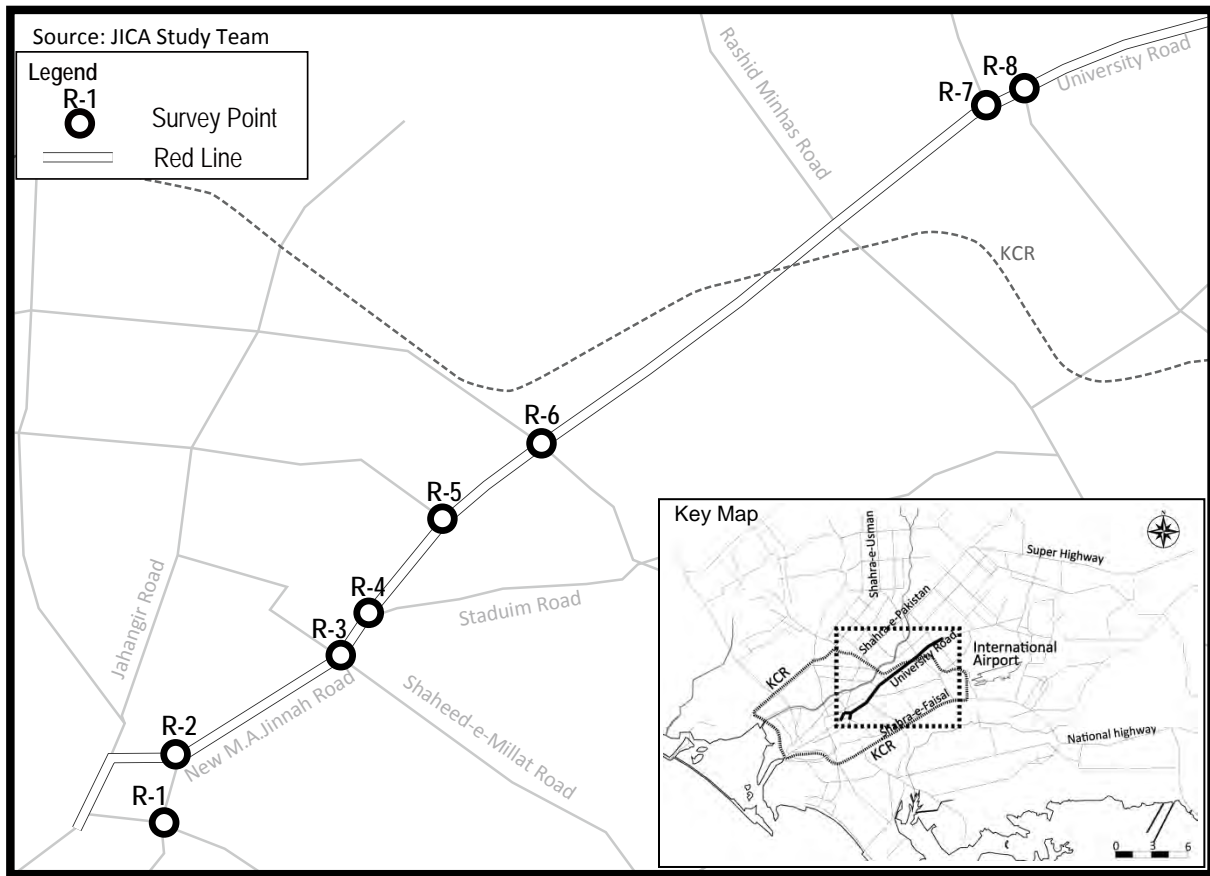 Source: JICA Study Team
Legend
R-1
Survey Point
Red Line
Rashid Minhas Road
R-7
R-8
University Road
KCR
R-6
R-5
R-4
Staduim Road
R-3
Jahangir Road
New M.A.Jinnah Road
Shaheed-e-Millat Road
R-2
R-1
Key Map
N
Shahra-e-Usman
Super Highway
Shahra-e-Pakistan
University Road
International
Airport
KCR
Shahra-e-Faisal
National highway
KCR
0 3 6